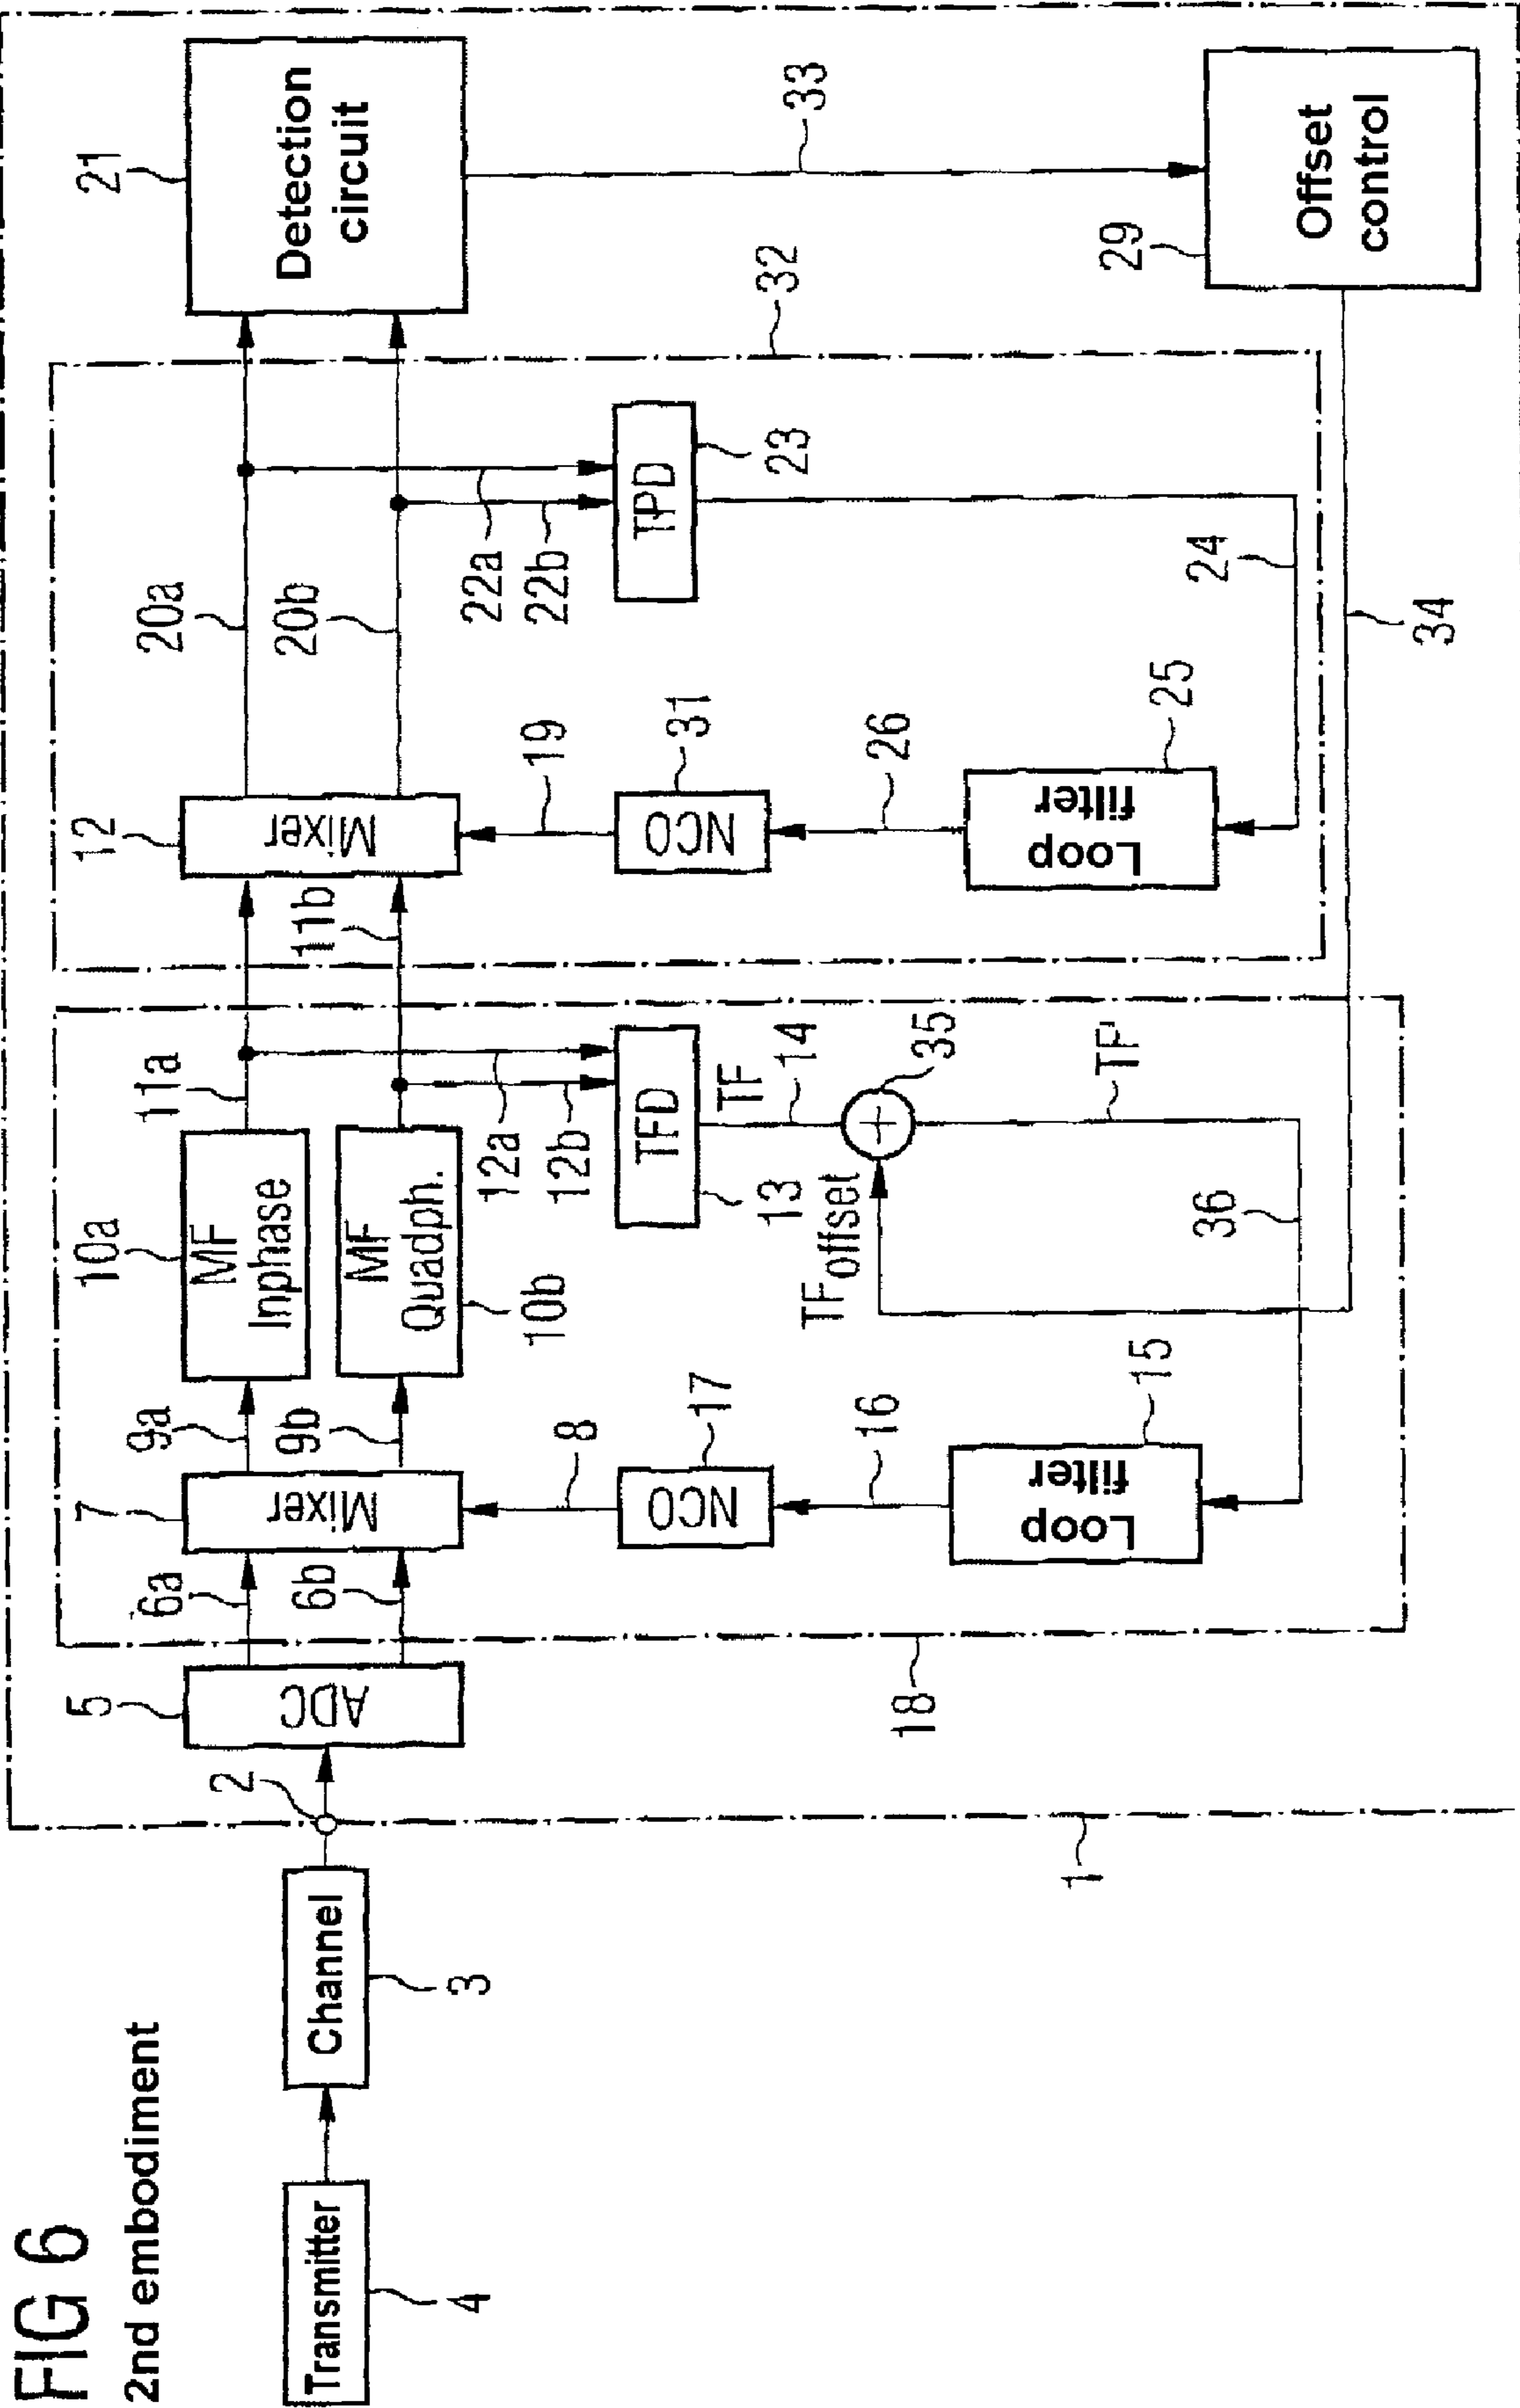 FIG 6
2nd embodiment
Transmitter
4
Channel
3
2
1
5
ADC
6a
6b
18
7
Mixer
9a
9b
8
NCO
17
16
Loop
filter
15
10a
MF
Inphase
MF
Quadph.
10b
11a
12a
12b
TFD
13
TF
14
35
+
TFoffset
TF'
36
11b
12
Mixer
19
NCO
31
26
Loop
filter
25
20a
20b
22a
22b
TPD
23
24
32
34
21
Detection
circuit
33
29
Offset
control